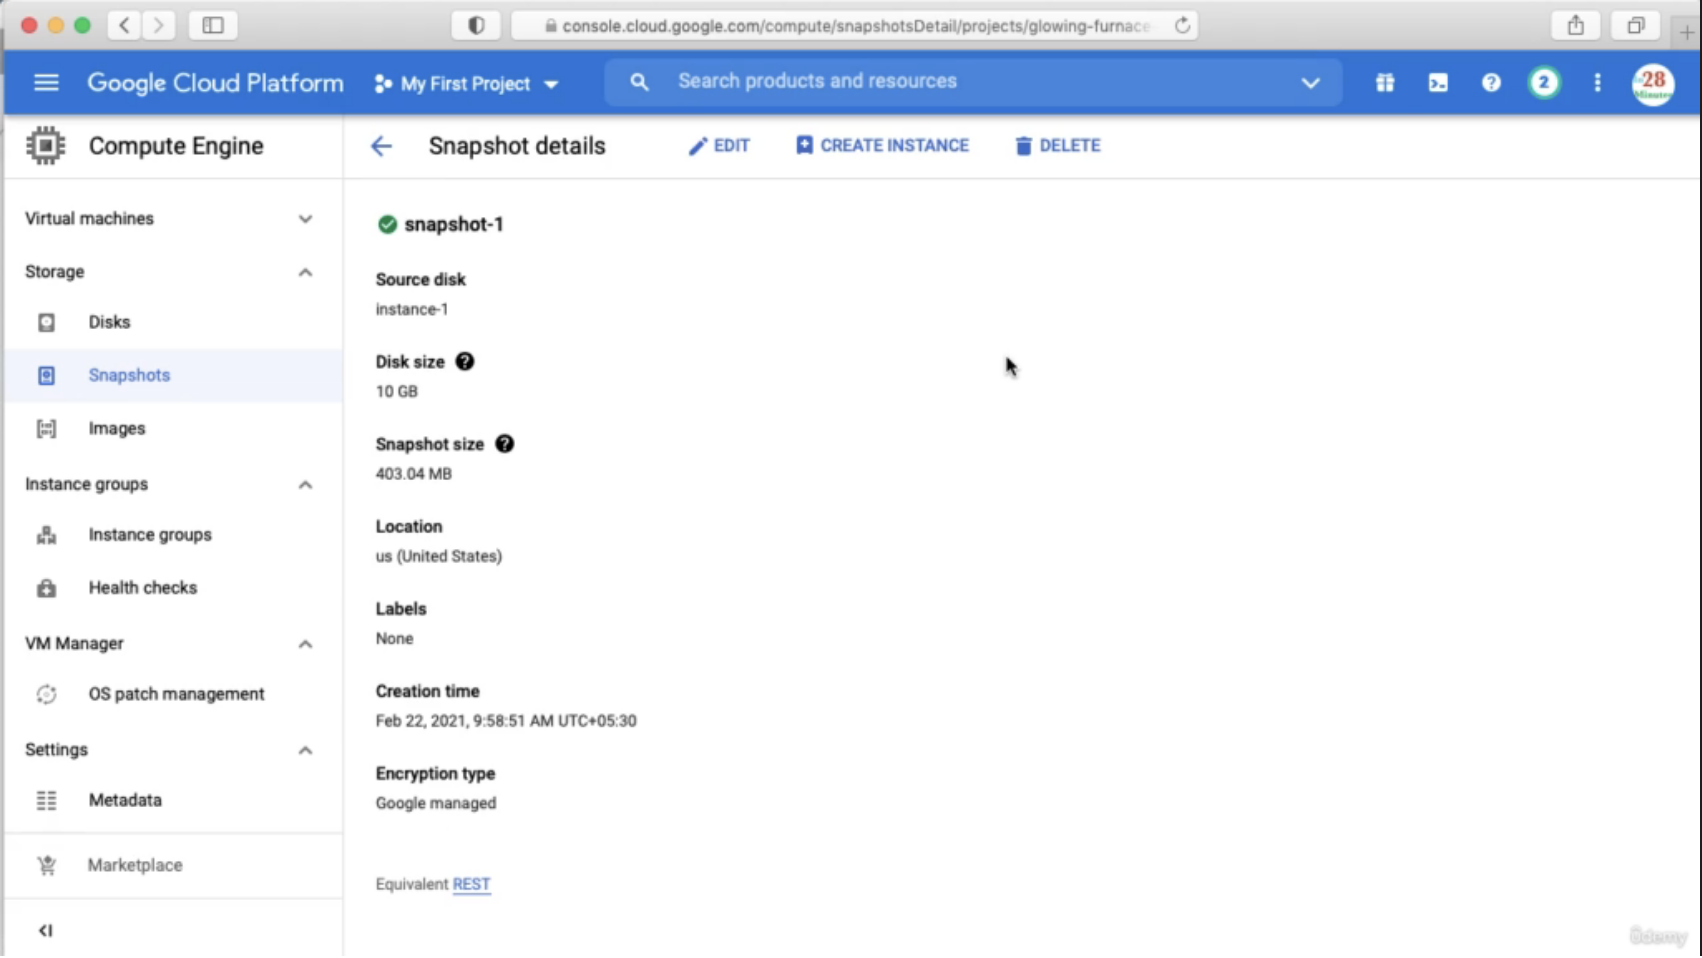 console.cloud.google.com/compute/snapshotsDetail/projects/glowing-furnace
Google Cloud Platform
My First Project
Search products and resources
2
28
Minutes
Compute Engine
Snapshot details
EDIT
CREATE INSTANCE
DELETE
Virtual machines
Storage
Disks
Snapshots
Images
Instance groups
Instance groups
Health checks
VM Manager
OS patch management
Settings
Metadata
Marketplace
snapshot-1
Source disk
instance-1
Disk size
10 GB
Snapshot size
403.04 MB
Location
us (United States)
Labels
None
Creation time
Feb 22, 2021, 9:58:51 AM UTC+05:30
Encryption type
Google managed
Equivalent REST
ûdemy